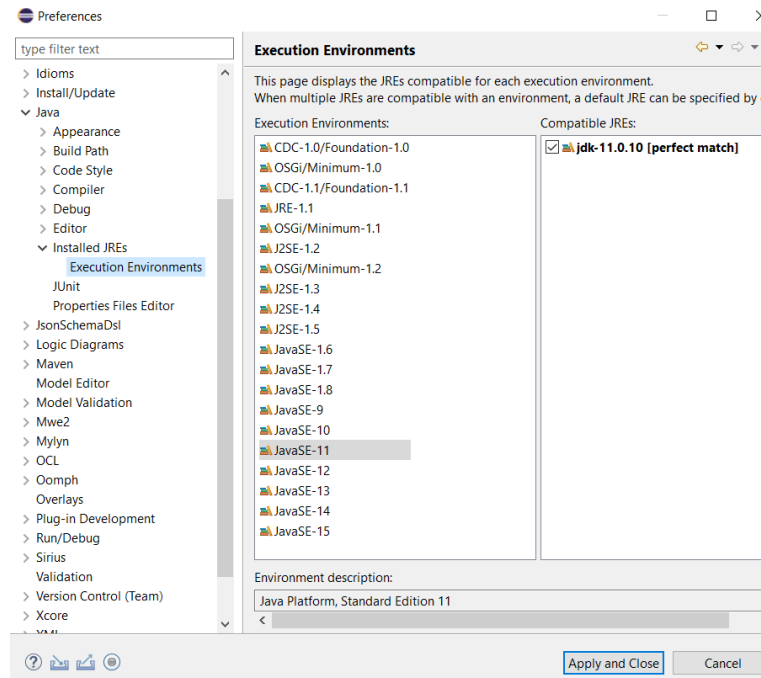 Preferences
type filter text
Idioms
Install/Update
Java
Appearance
Build Path
Code Style
Compiler
Debug
Editor
Installed JREs
Execution Environments
JUnit
Properties Files Editor
JsonSchemaDsl
Logic Diagrams
Maven
Model Editor
Model Validation
Mwe2
Mylyn
OCL
Oomph
Overlays
Plug-in Development
Run/Debug
Sirius
Validation
Version Control (Team)
Xcore
Execution Environments
This page displays the JREs compatible for each execution environment.
When multiple JREs are compatible with an environment, a default JRE can be specified by
Execution Environments:
CDC-1.0/Foundation-1.0
OSGi/Minimum-1.0
CDC-1.1/Foundation-1.1
JRE-1.1
OSGi/Minimum-1.1
J2SE-1.2
OSGi/Minimum-1.2
J2SE-1.3
J2SE-1.4
J2SE-1.5
JavaSE-1.6
JavaSE-1.7
JavaSE-1.8
JavaSE-9
JavaSE-10
JavaSE-11
JavaSE-12
JavaSE-13
JavaSE-14
JavaSE-15
Compatible JREs:
jdk-11.0.10 [perfect match]
Environment description:
Java Platform, Standard Edition 11
Apply and Close
Cancel